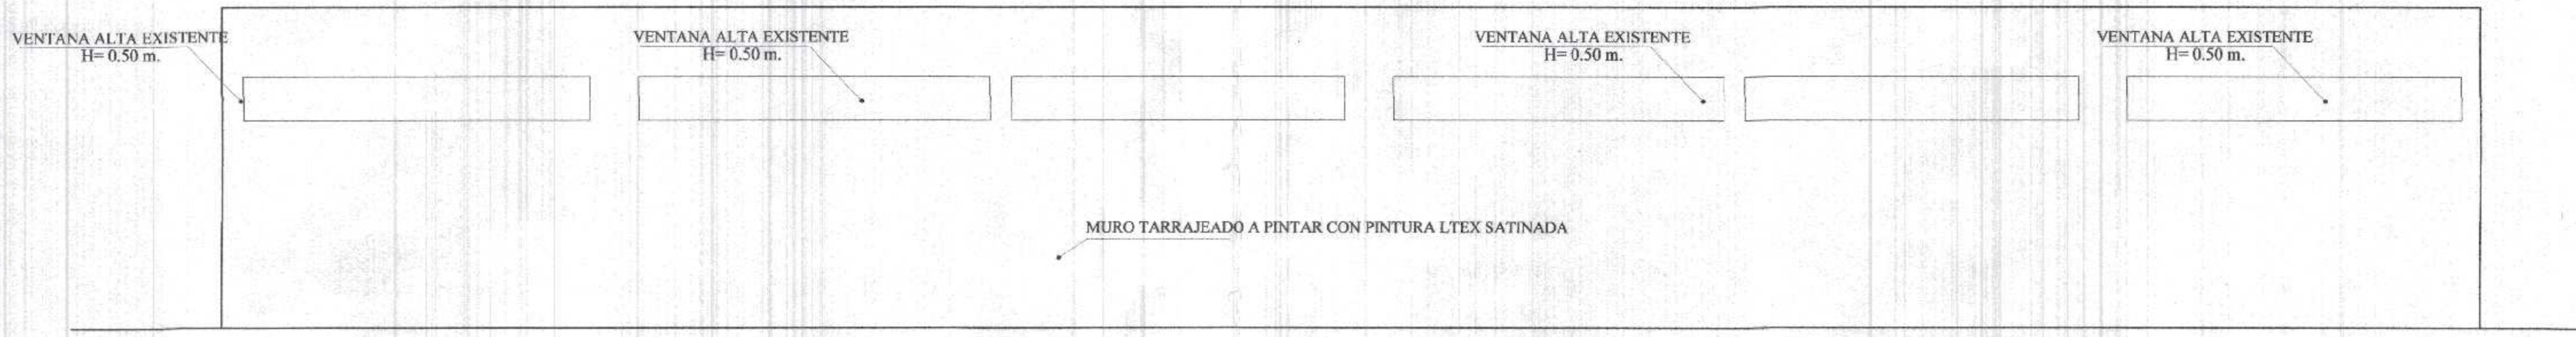 VENTANA ALTA EXISTENTE
H= 0.50 m.
VENTANA ALTA EXISTENTE
H= 0.50 m.
VENTANA ALTA EXISTENTE
H= 0.50 m.
VENTANA ALTA EXISTENTE
H= 0.50 m.
MURO TARRAJEADO A PINTAR CON PINTURA LTEX SATINADA